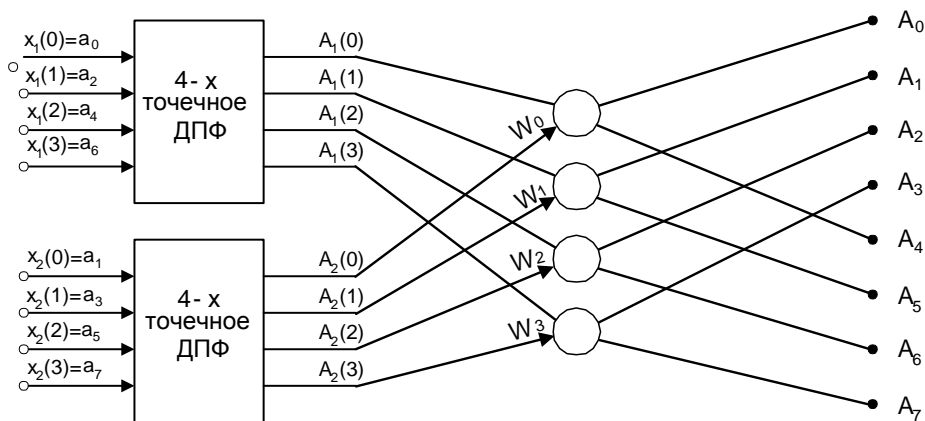 x₁(0)=a₀
x₁(1)=a₂
x₁(2)=a₄
x₁(3)=a₆
4-х
точечное
ДПФ
A₁(0)
A₁(1)
A₁(2)
A₁(3)
x₂(0)=a₁
x₂(1)=a₃
x₂(2)=a₅
x₂(3)=a₇
4-х
точечное
ДПФ
A₂(0)
A₂(1)
A₂(2)
A₂(3)
W₀
W₁
W₂
W₃
A₀
A₁
A₂
A₃
A₄
A₅
A₆
A₇